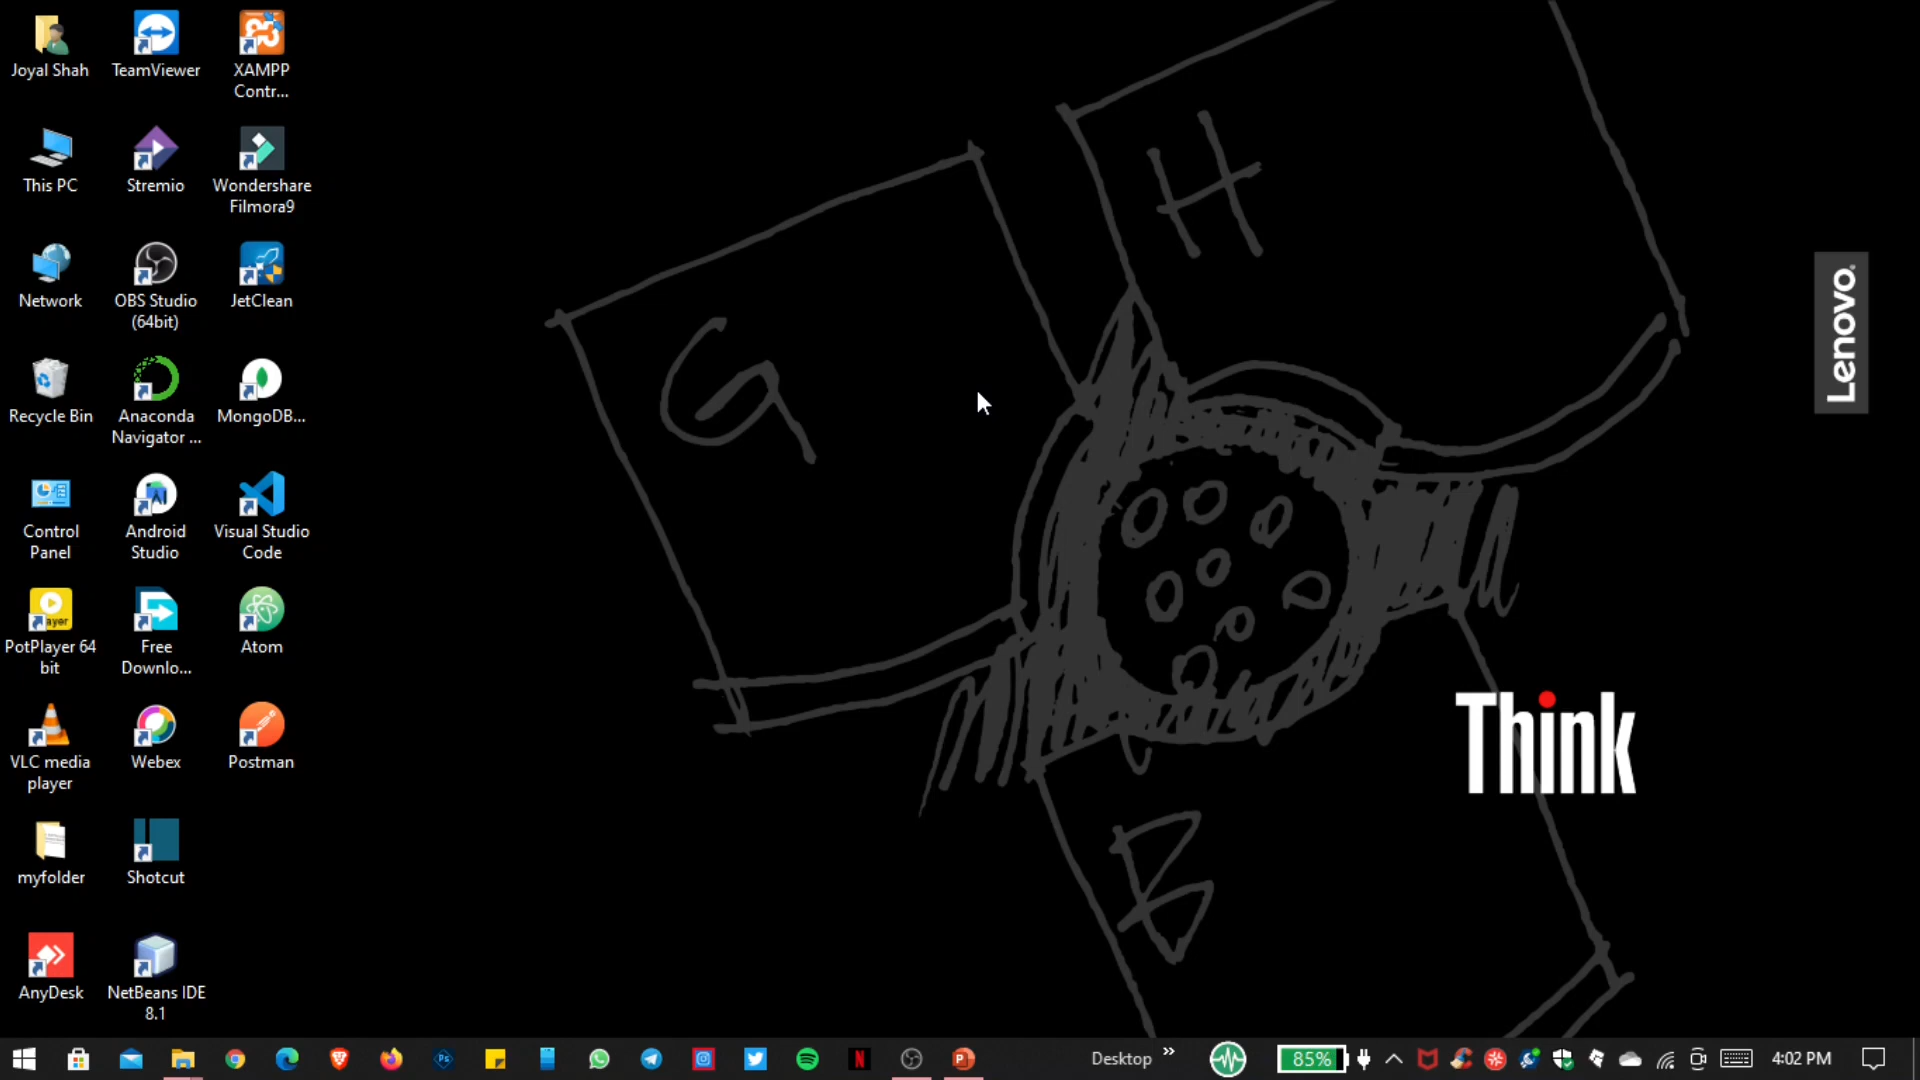 Joyal Shah
TeamViewer
XAMPP
Contr...
This PC
Stremio
Wondershare
Filmora9
Network
OBS Studio
(64bit)
JetClean
Recycle Bin
Anaconda
Navigator ...
MongoDB...
Control
Panel
Android
Studio
Visual Studio
Code
PotPlayer 64
bit
Free
Downlo...
Atom
VLC media
player
Webex
Postman
myfolder
Shotcut
AnyDesk
NetBeans IDE
8.1
G
H
B
Lenovo
Think
Desktop
85%
4:02 PM